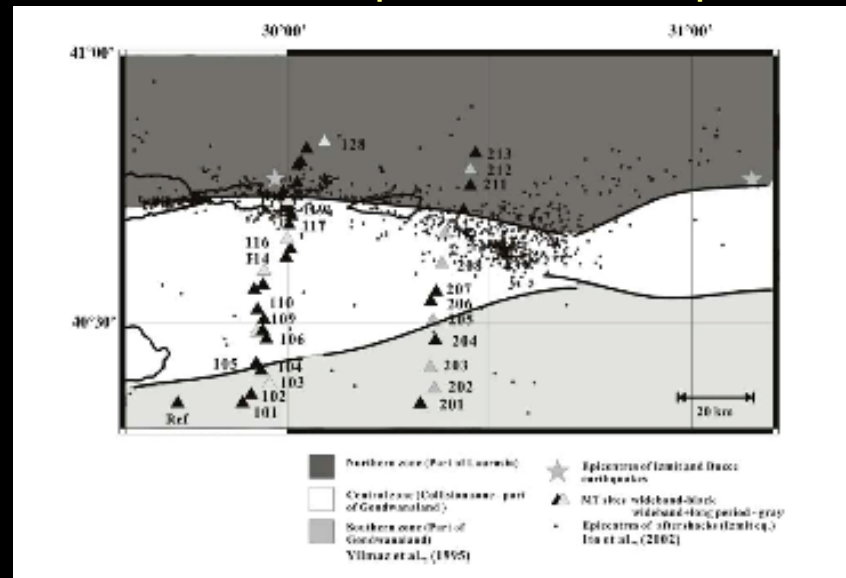 30°00'
31°00'
41°00'
128
213
212
211
117
116
208
207
110
206
109
205
106
204
105
104
203
103
202
102
101
201
Ref
20 km
40°30'
Northern zone (Part of Laurasia)
Central zone (Collision zone - part
of Gondwanaland)
Southern zone (Part of
Gondwanaland)
Yilmaz et al., (1995)
Epicentres of Izmit and Duzce
earthquakes
MT sites wideband-black
wideband+long period - gray
Epicentres of aftershocks (Izmit eq.)
Ito et al., (2002)